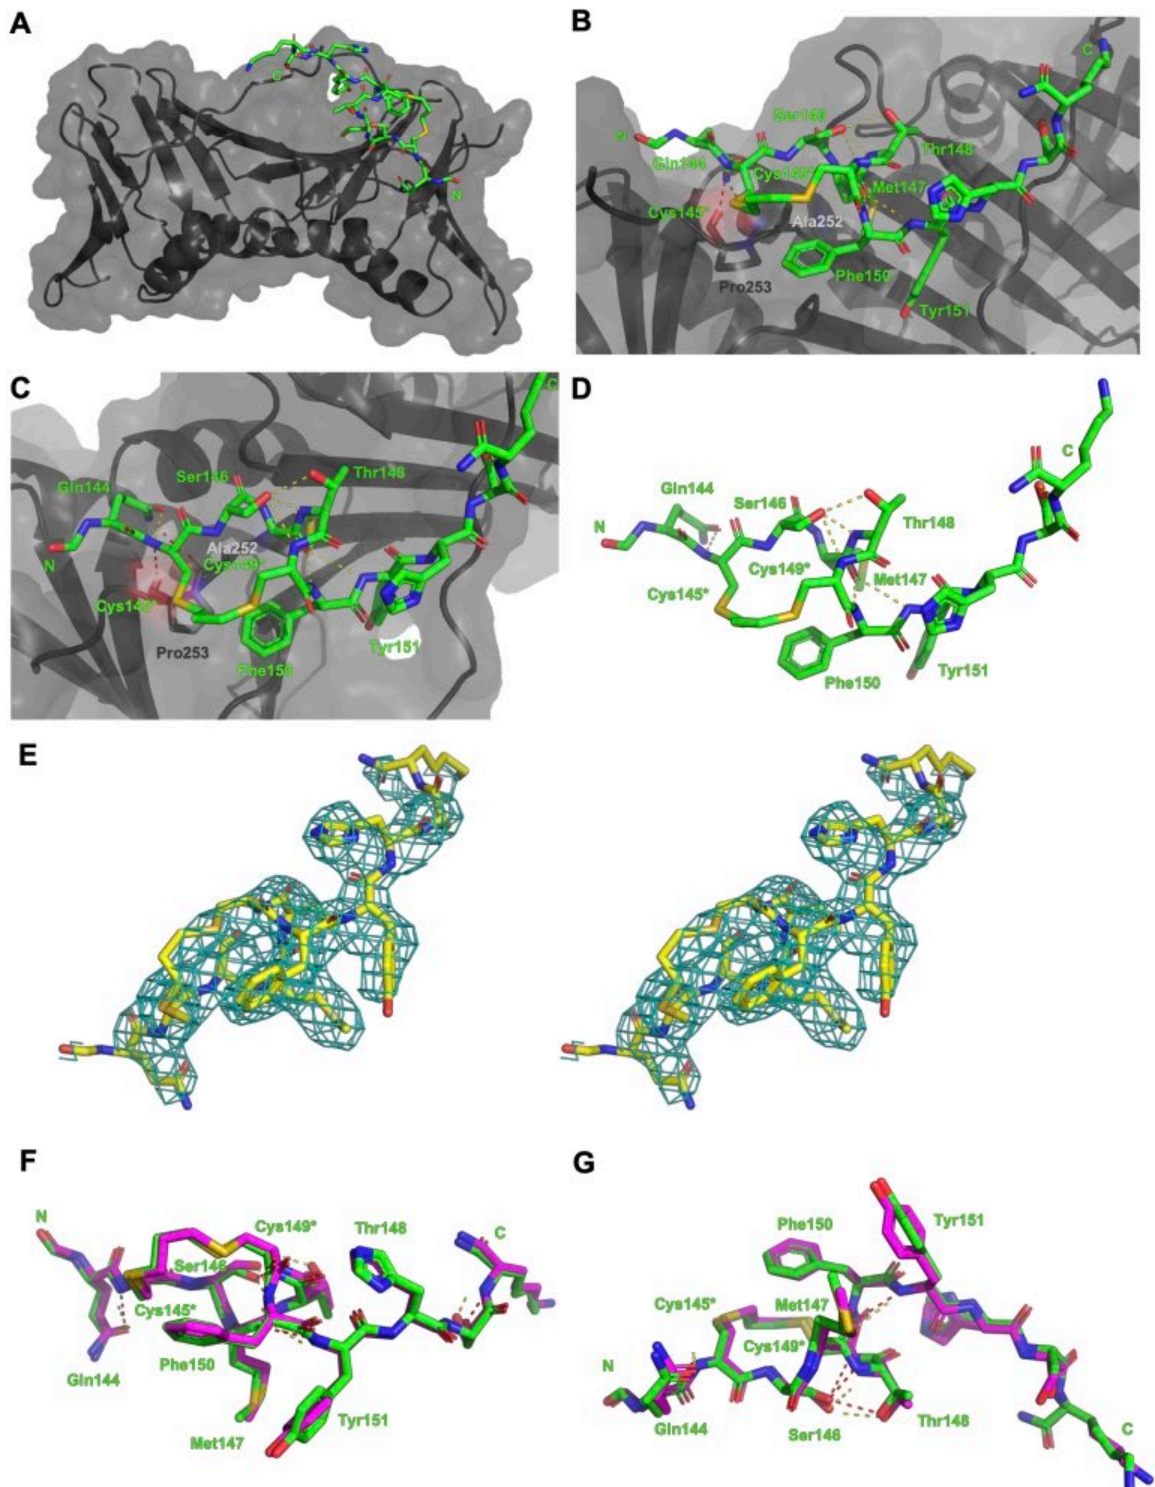 A
C
N
B
C
Ser146
N
Thr148
Gln144
Cys149*
Met147
Cys145*
Ala252
Phe150
Pro253
Tyr151
C
C
Ser146
Thr148
Gln144
Ala252
N
Cys149*
Cys145*
Pro253
Phe150
Tyr151
D
C
Gln144
Ser146
N
Thr148
Cys149*
Met147
Cys145*
Phe150
Tyr151
E
F
N
Cys149*
Thr148
C
Ser146
Cys145*
Phe150
Gln144
Tyr151
Met147
G
Phe150
Tyr151
Cys145*
Met147
Cys149*
N
Gln144
Ser146
Thr148
C